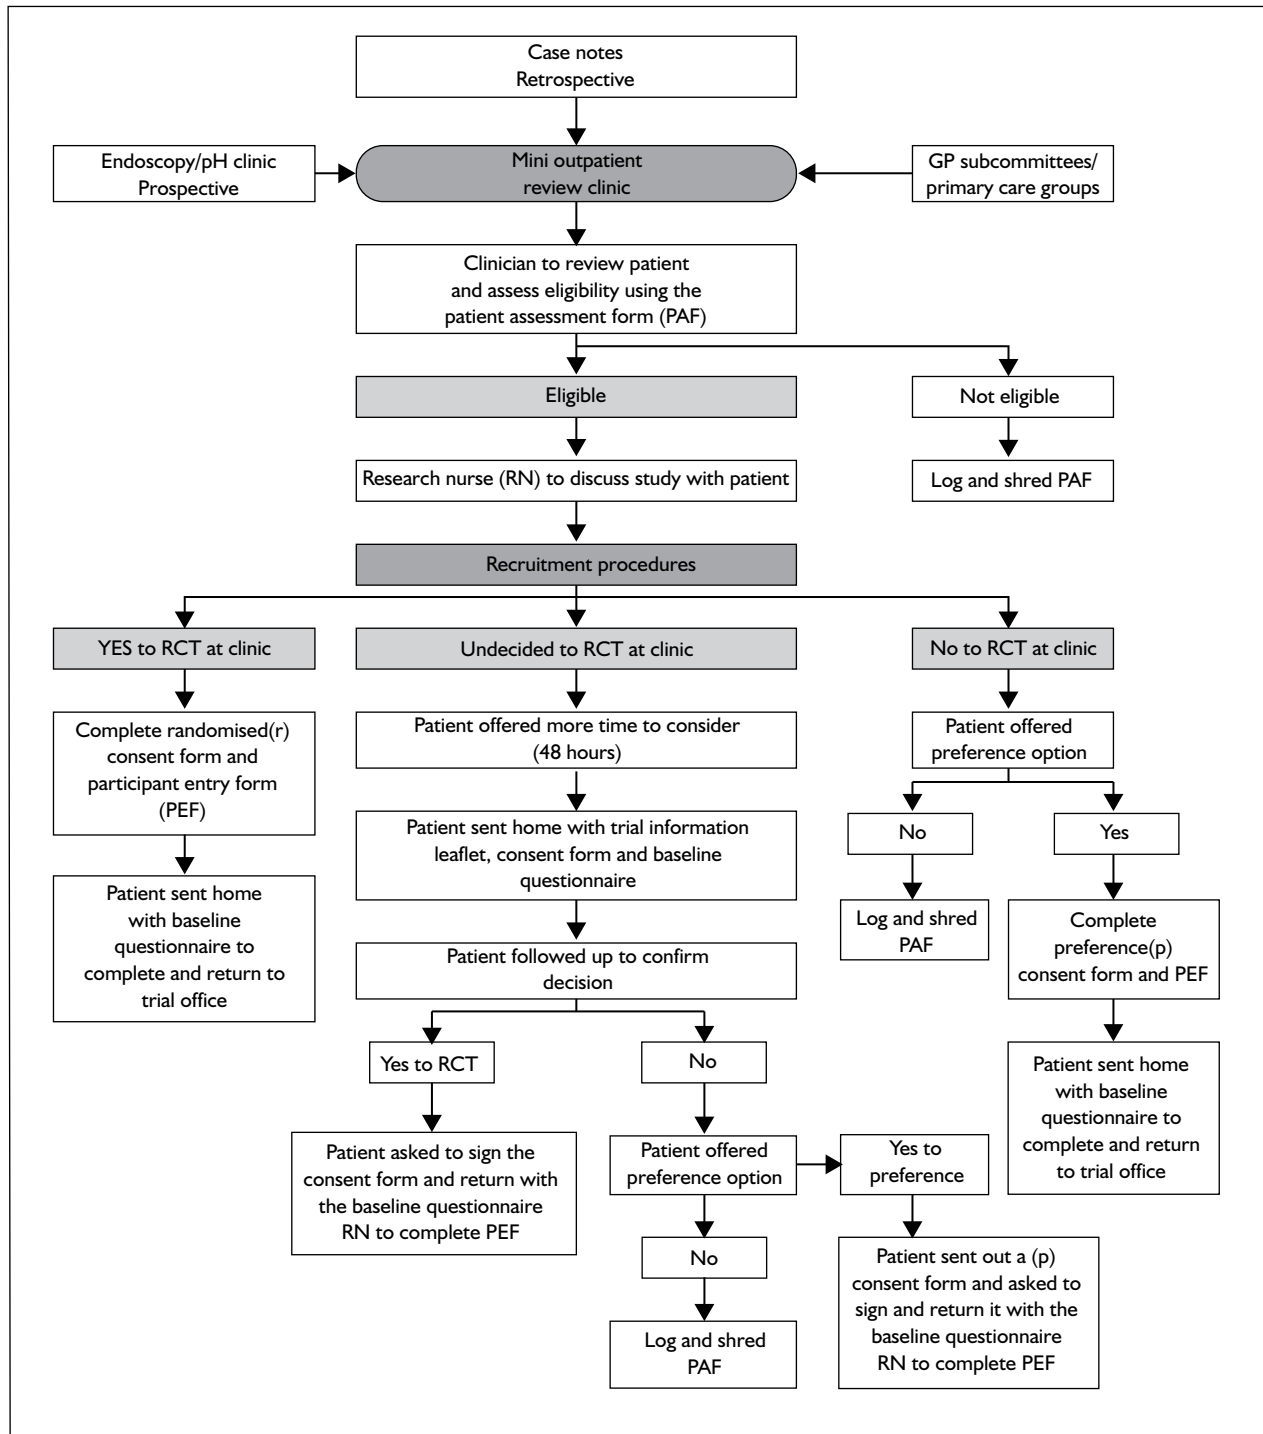 Case notes
Retrospective
Endoscopy/pH clinic
Prospective
Mini outpatient
review clinic
GP subcommittees/
primary care groups
Clinician to review patient
and assess eligibility using the
patient assessment form (PAF)
Eligible
Not eligible
Research nurse (RN) to discuss study with patient
Log and shred PAF
Recruitment procedures
YES to RCT at clinic
Undecided to RCT at clinic
No to RCT at clinic
Complete randomised(r)
consent form and
participant entry form
(PEF)
Patient offered more time to consider
(48 hours)
Patient offered
preference option
No
Yes
Patient sent home with trial information
leaflet, consent form and baseline
questionnaire
Patient sent home
with baseline
questionnaire to
complete and return to
trial office
Log and shred
PAF
Complete
preference(p)
consent form and PEF
Patient followed up to confirm
decision
Yes to RCT
No
Patient sent home
with baseline
questionnaire to
complete and return
to trial office
Patient asked to sign the
consent form and return with
the baseline questionnaire
RN to complete PEF
Patient offered
preference option
Yes to
preference
No
Patient sent out a (p)
consent form and asked to
sign and return it with the
baseline questionnaire
RN to complete PEF
Log and shred
PAF